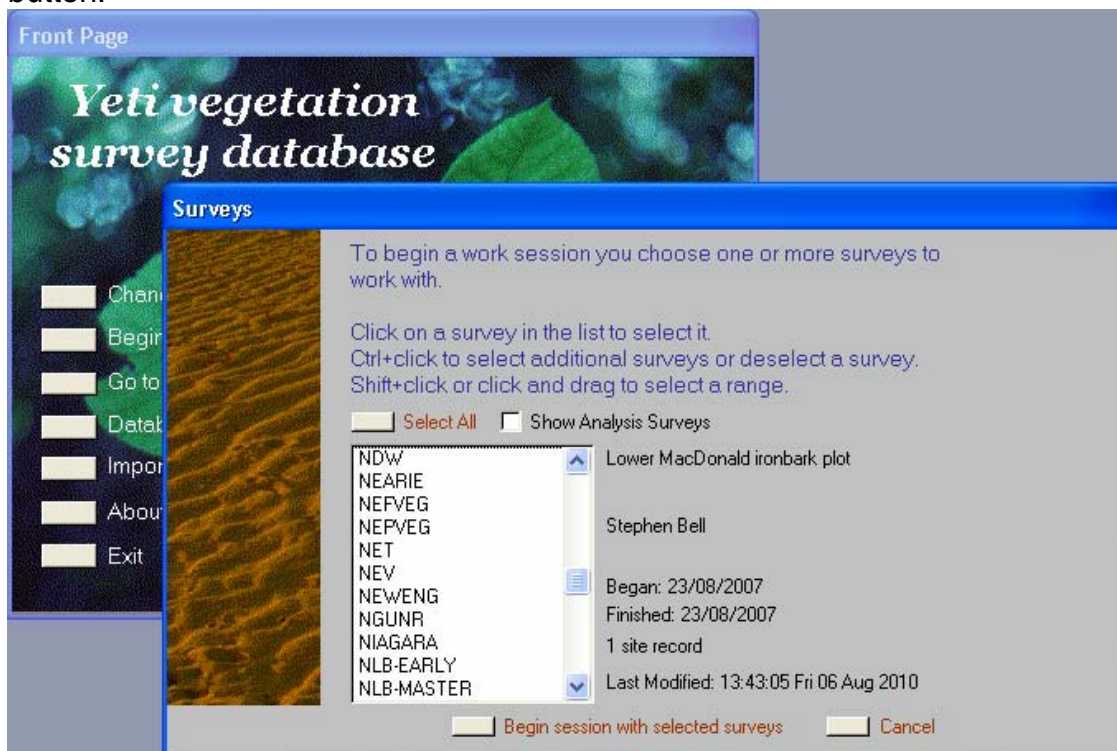 button.
Front Page
Yeti vegetation
survey database
Surveys
To begin a work session you choose one or more surveys to
work with.
Click on a survey in the list to select it.
Ctrl+click to select additional surveys or deselect a survey.
Shift+click or click and drag to select a range.
Select All
Show Analysis Surveys
Chan
Begin
Go to
Datab
Impor
About
Exit
NDW
NEARIE
NEFVEG
NEPVEG
NET
NEV
NEWENG
NGUNR
NIAGARA
NLB-EARLY
NLB-MASTER
Lower MacDonald ironbark plot
Stephen Bell
Began: 23/08/2007
Finished: 23/08/2007
1 site record
Last Modified: 13:43:05 Fri 06 Aug 2010
Begin session with selected surveys
Cancel